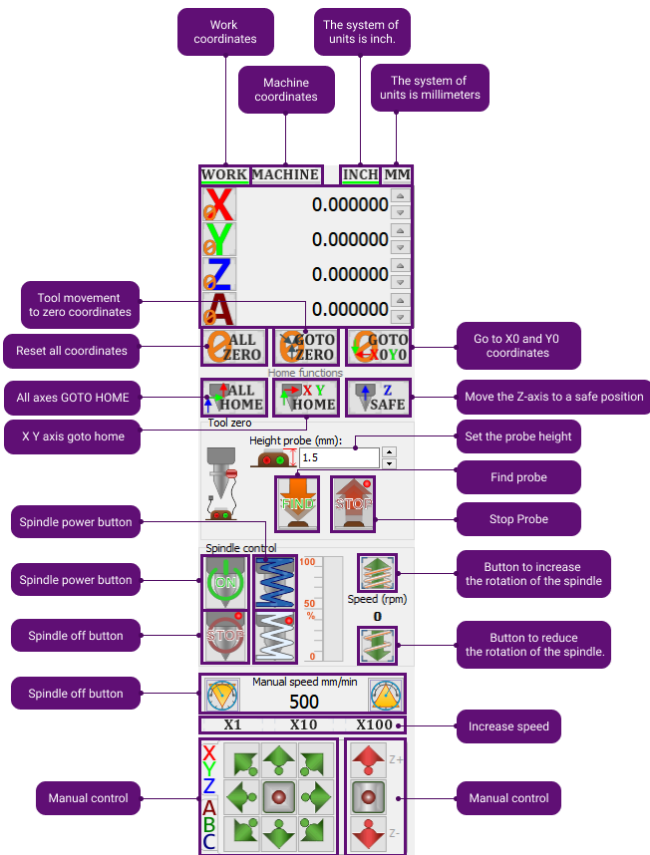 Work
coordinates
The system of
units is inch.
Machine
coordinates
The system of
units is millimeters
WORK MACHINE INCH MM
X 0.000000
Y 0.000000
Z 0.000000
A 0.000000
Tool movement
to zero coordinates
Reset all coordinates
ALL
ZERO
GOTO
ZERO
GOTO
X0Y0
Go to X0 and Y0
coordinates
Home functions
All axes GOTO HOME
ALL
HOME
X Y
HOME
Z
SAFE
Move the Z-axis to a safe position
X Y axis goto home
Tool zero
Height probe (mm):
1.5
Set the probe height
FIND
STOP
Find probe
Stop Probe
Spindle power button
Spindle control
Spindle power button
ON
100
50
%
0
Speed (rpm)
0
Button to increase
the rotation of the spindle
Spindle off button
STOP
Button to reduce
the rotation of the spindle.
Spindle off button
Manual speed mm/min
500
X1 X10 X100
Increase speed
Manual control
X
Y
Z
A
B
C
Z+
Z-
Manual control